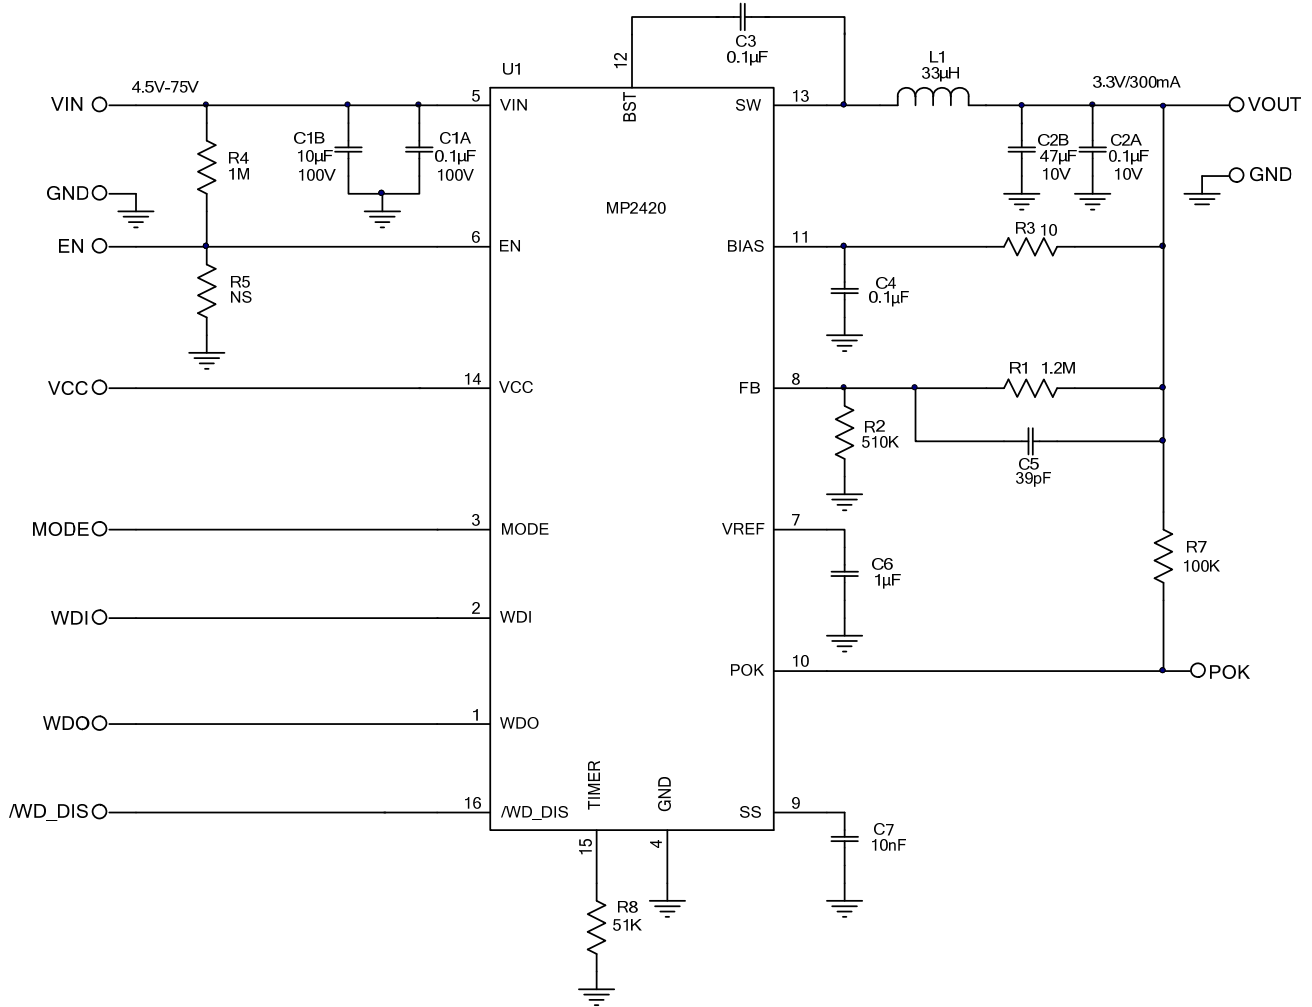 C3
0.1µF
12
U1
BST
4.5V-75V
VIN
5
VIN
SW
13
L1
33µH
3.3V/300mA
VOUT
R4
1M
C1B
10µF
100V
C1A
0.1µF
100V
C2B
47µF
10V
C2A
0.1µF
10V
GND
GND
MP2420
EN
6
EN
BIAS
11
R3 10
R5
NS
C4
0.1µF
VCC
14
VCC
FB
8
R1 1.2M
R2
510K
C5
39pF
MODE
3
MODE
VREF
7
C6
1µF
R7
100K
WDI
2
WDI
POK
10
POK
WDO
1
WDO
TIMER
GND
/WD_DIS
16
/WD_DIS
SS
9
C7
10nF
15
4
R8
51K